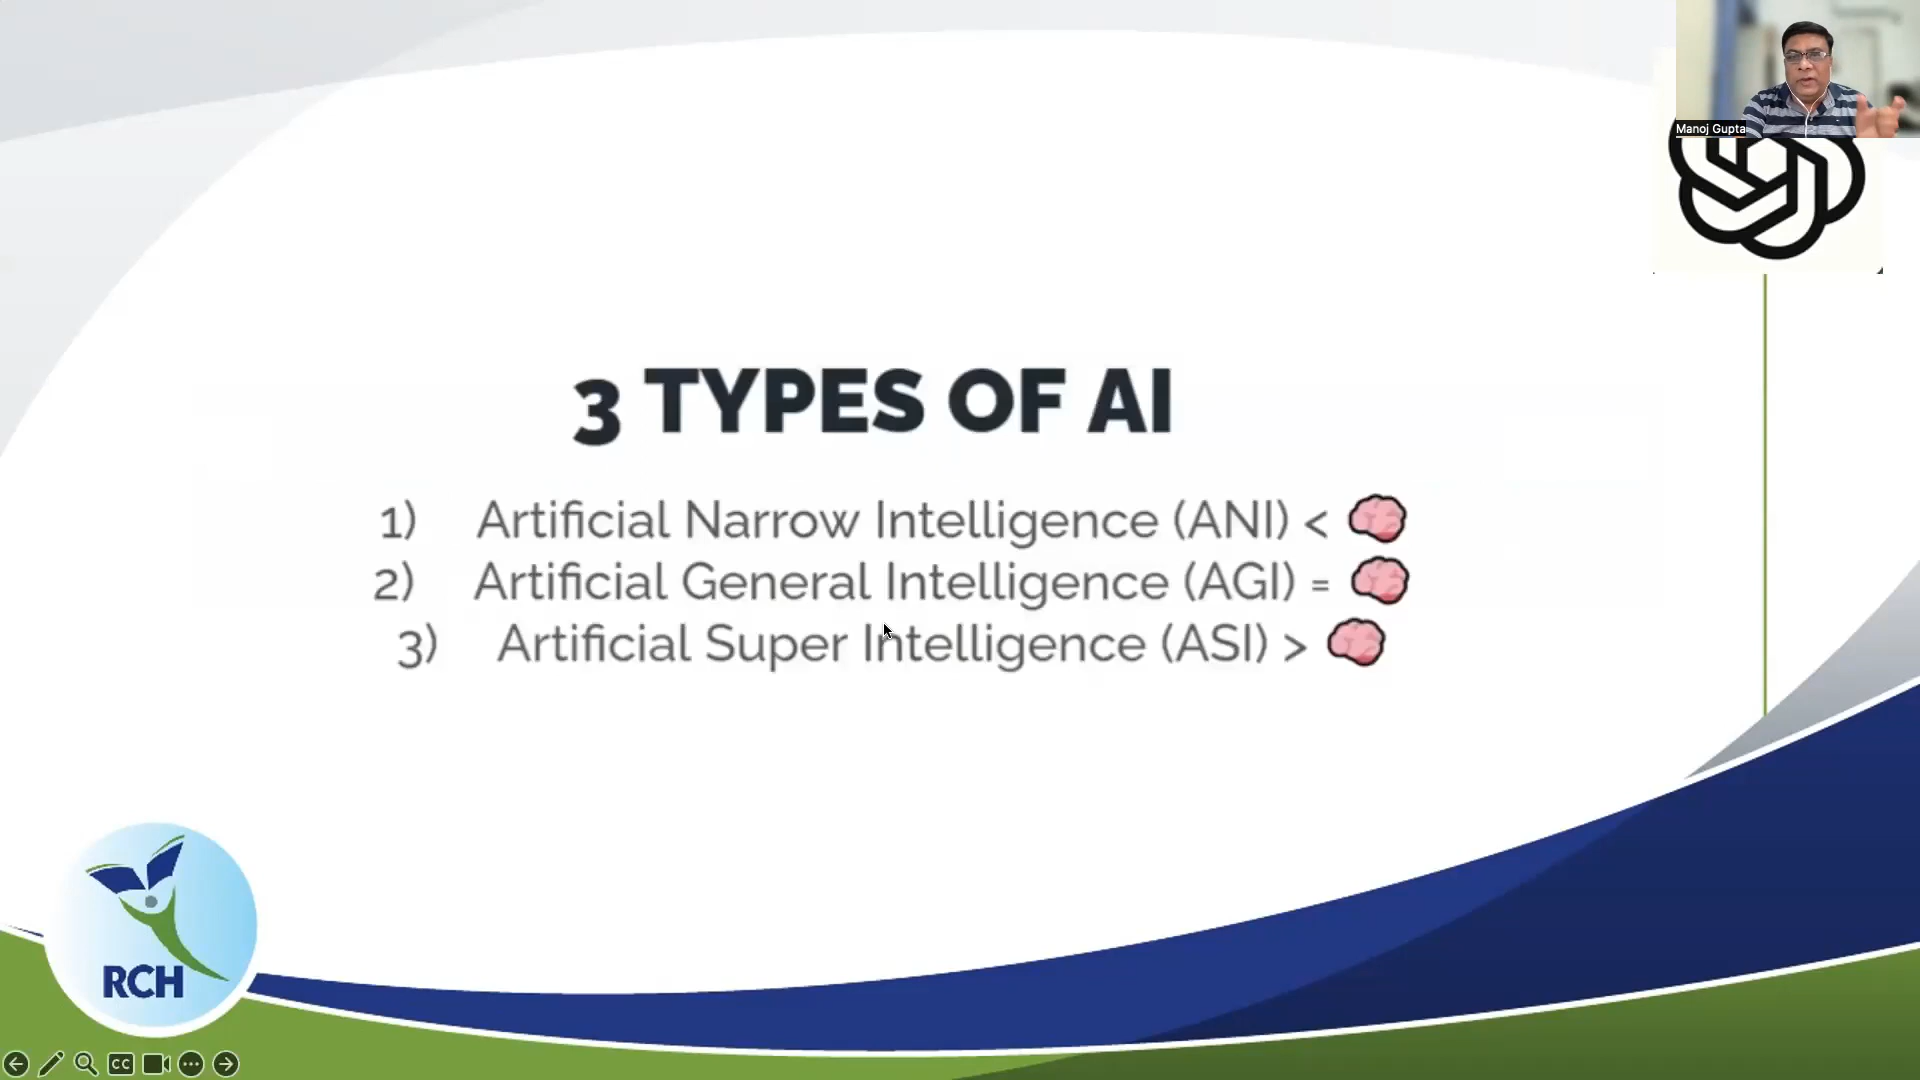 Manoj Gupta
3 TYPES OF AI
1) Artificial Narrow Intelligence (ANI) < 🧠
2) Artificial General Intelligence (AGI) = 🧠
3) Artificial Super Intelligence (ASI) > 🧠
RCH
CC